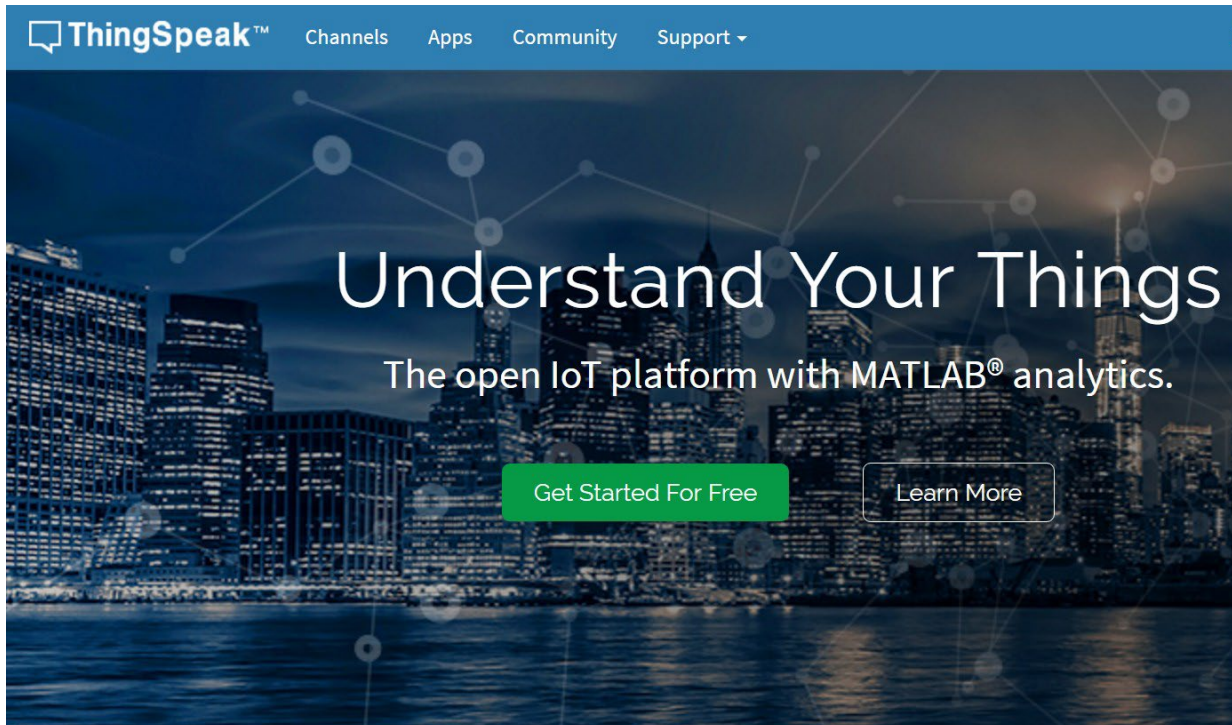 ThingSpeak™ Channels Apps Community Support
Understand Your Things
The open IoT platform with MATLAB® analytics.
Get Started For Free Learn More